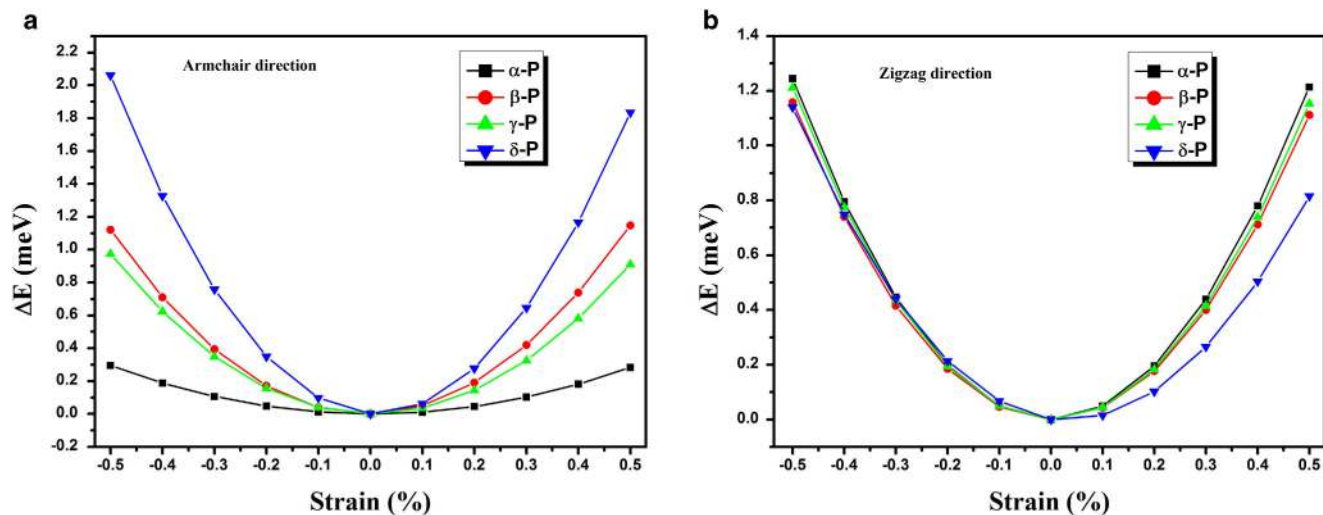 a
Armchair direction
α-P
β-P
γ-P
δ-P
2.2
2.0
1.8
1.6
1.4
1.2
1.0
0.8
0.6
0.4
0.2
0.0
-0.2
ΔE (meV)
-0.5 -0.4 -0.3 -0.2 -0.1 0.0 0.1 0.2 0.3 0.4 0.5
Strain (%)
b
Zigzag direction
α-P
β-P
γ-P
δ-P
1.4
1.2
1.0
0.8
0.6
0.4
0.2
0.0
ΔE (meV)
-0.5 -0.4 -0.3 -0.2 -0.1 0.0 0.1 0.2 0.3 0.4 0.5
Strain (%)